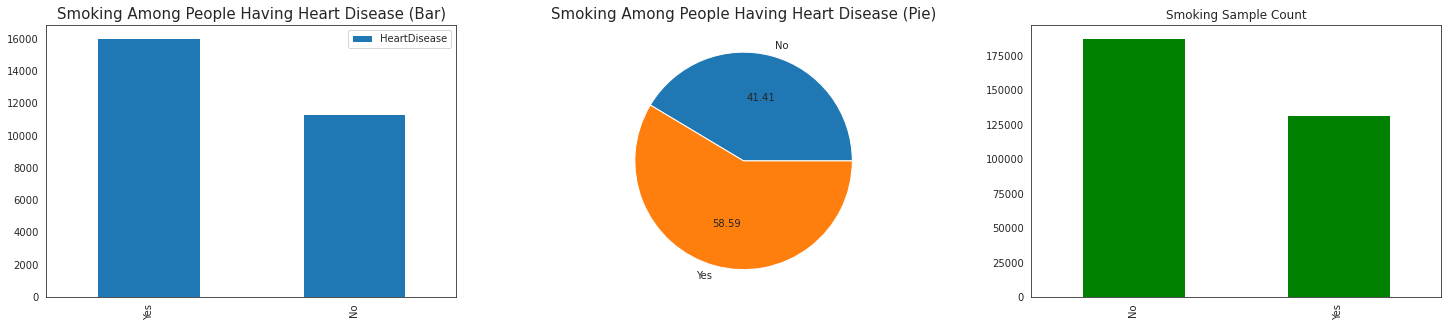 Smoking Among People Having Heart Disease (Bar)
16000
14000
12000
10000
8000
6000
4000
2000
0
HeartDisease
Yes
No
Smoking Among People Having Heart Disease (Pie)
No
41.41
58.59
Yes
Smoking Sample Count
175000
150000
125000
100000
75000
50000
25000
0
No
Yes